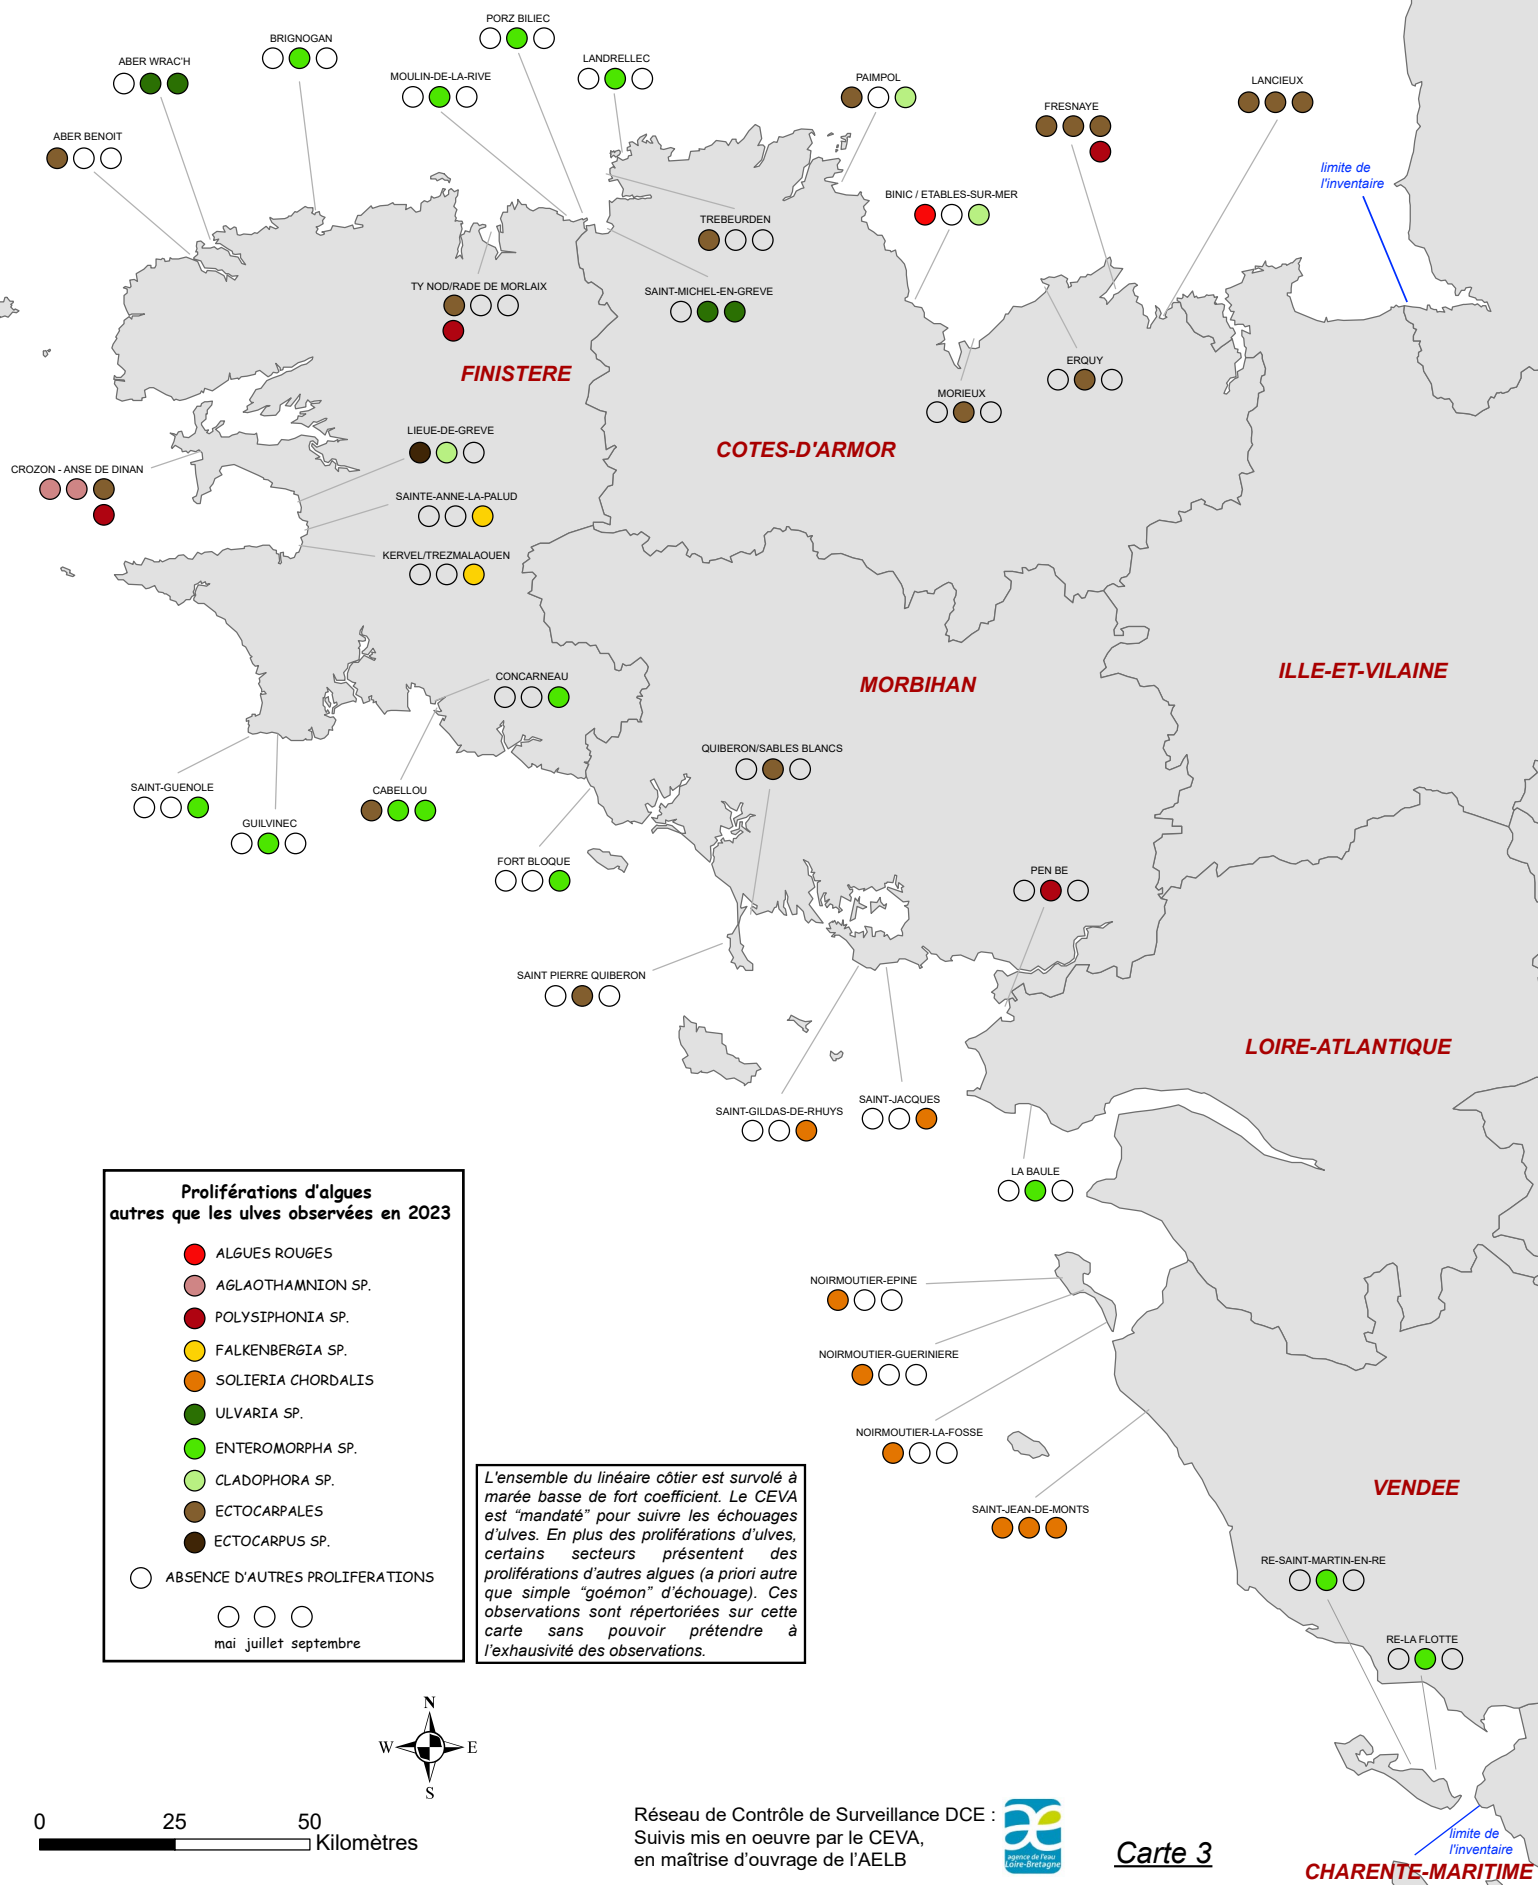 PORZ BILIEC
BRIGNOGAN
ABER WRAC'H
LANDRELLEC
MOULIN-DE-LA-RIVE
PAIMPOL
LANCIEUX
FRESNAYE
ABER BENOIT
limite de
l'inventaire
BINIC / ETABLES-SUR-MER
TREBEURDEN
TY NOD/RADE DE MORLAIX
SAINT-MICHEL-EN-GREVE
FINISTERE
ERQUY
MORIEUX
LIEUE-DE-GREVE
COTES-D'ARMOR
CROZON - ANSE DE DINAN
SAINTE-ANNE-LA-PALUD
KERVEL/TREZMALAOUEN
CONCARNEAU
MORBIHAN
ILLE-ET-VILAINE
QUIBERON/SABLES BLANCS
SAINT-GUENOLE
CABELLOU
GUILVINEC
FORT BLOQUE
PEN BE
SAINT PIERRE QUIBERON
LOIRE-ATLANTIQUE
SAINT-GILDAS-DE-RHUYS
SAINT-JACQUES
LA BAULE
Proliférations d'algues
autres que les ulves observées en 2023
ALGUES ROUGES
AGLAOTHAMNION SP.
POLYSIPHONIA SP.
FALKENBERGIA SP.
SOLIERIA CHORDALIS
ULVARIA SP.
ENTEROMORPHA SP.
CLADOPHORA SP.
ECTOCARPALES
ECTOCARPUS SP.
ABSENCE D'AUTRES PROLIFERATIONS
mai juillet septembre
NOIRMOUTIER-EPINE
NOIRMOUTIER-GUERINIERE
NOIRMOUTIER-LA-FOSSE
L'ensemble du linéaire côtier est survolé à
marée basse de fort coefficient. Le CEVA
est “mandaté” pour suivre les échouages
d'ulves. En plus des proliférations d'ulves,
certains secteurs présentent des
proliférations d'autres algues (a priori autre
que simple “goémon” d'échouage). Ces
observations sont répertoriées sur cette
carte sans pouvoir prétendre à
l'exhausivité des observations.
VENDEE
SAINT-JEAN-DE-MONTS
RE-SAINT-MARTIN-EN-RE
RE-LA FLOTTE
N
W E
S
0 25 50
Kilomètres
Réseau de Contrôle de Surveillance DCE :
Suivis mis en oeuvre par le CEVA,
en maîtrise d'ouvrage de l'AELB
agence de l'eau
Loire-Bretagne
Carte 3
limite de
l'inventaire
CHARENTE-MARITIME